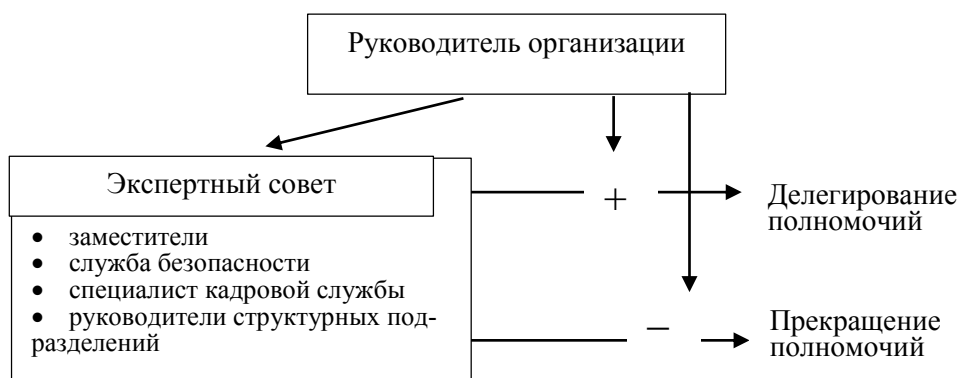 Руководитель организации
Экспертный совет
• заместители
• служба безопасности
• специалист кадровой службы
• руководители структурных под-
разделений
+
Делегирование
полномочий
−
Прекращение
полномочий